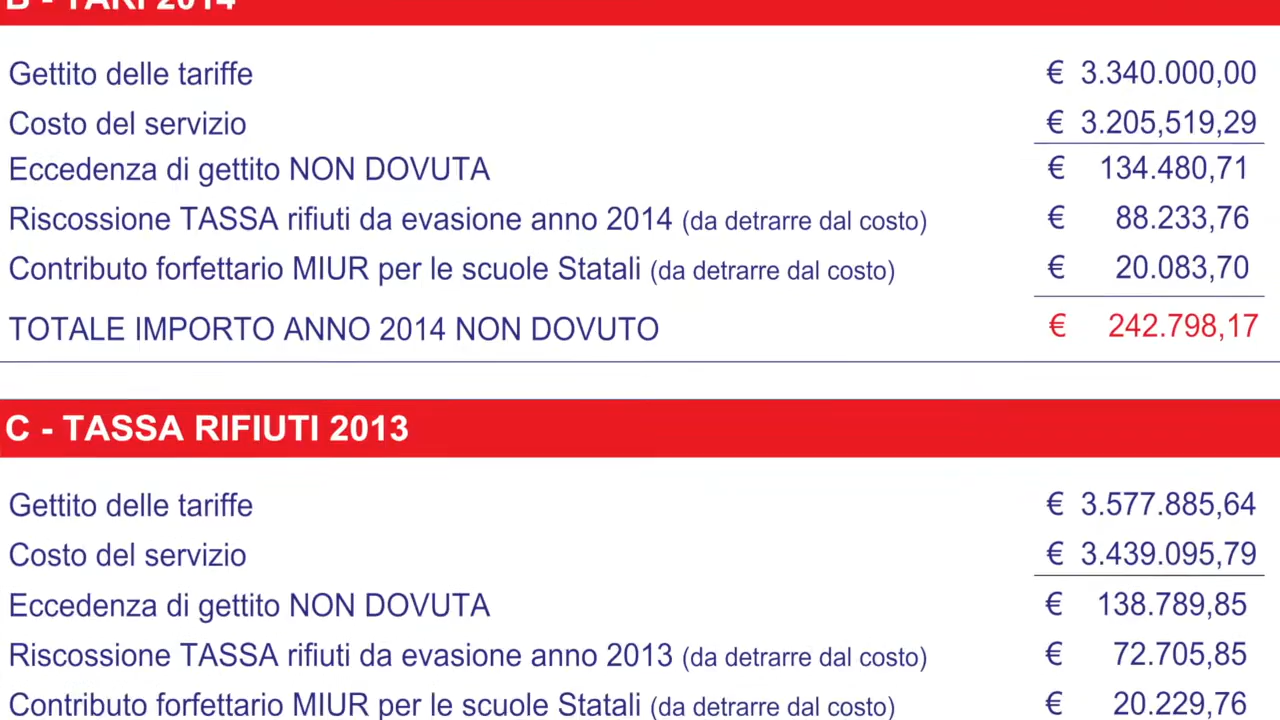 B - TARI 2014
Gettito delle tariffe € 3.340.000,00
Costo del servizio € 3.205,519,29
Eccedenza di gettito NON DOVUTA € 134.480,71
Riscossione TASSA rifiuti da evasione anno 2014 (da detrarre dal costo) € 88.233,76
Contributo forfettario MIUR per le scuole Statali (da detrarre dal costo) € 20.083,70
TOTALE IMPORTO ANNO 2014 NON DOVUTO € 242.798,17
C - TASSA RIFIUTI 2013
Gettito delle tariffe € 3.577.885,64
Costo del servizio € 3.439.095,79
Eccedenza di gettito NON DOVUTA € 138.789,85
Riscossione TASSA rifiuti da evasione anno 2013 (da detrarre dal costo) € 72.705,85
Contributo forfettario MIUR per le scuole Statali (da detrarre dal costo) € 20.229,76